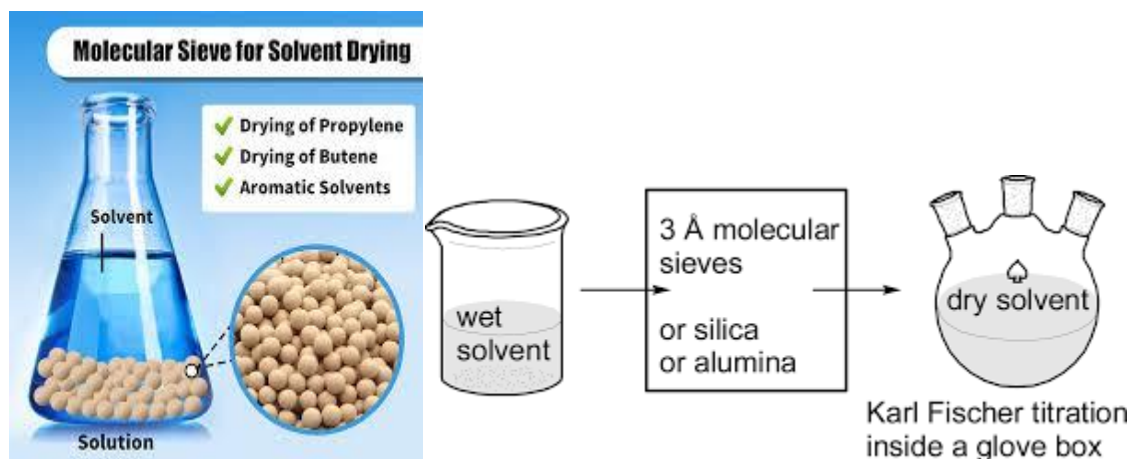 Molecular Sieve for Solvent Drying
Drying of Propylene
Drying of Butene
Aromatic Solvents
Solvent
Solution
wet
solvent
3 Å molecular
sieves
or silica
or alumina
dry solvent
Karl Fischer titration
inside a glove box